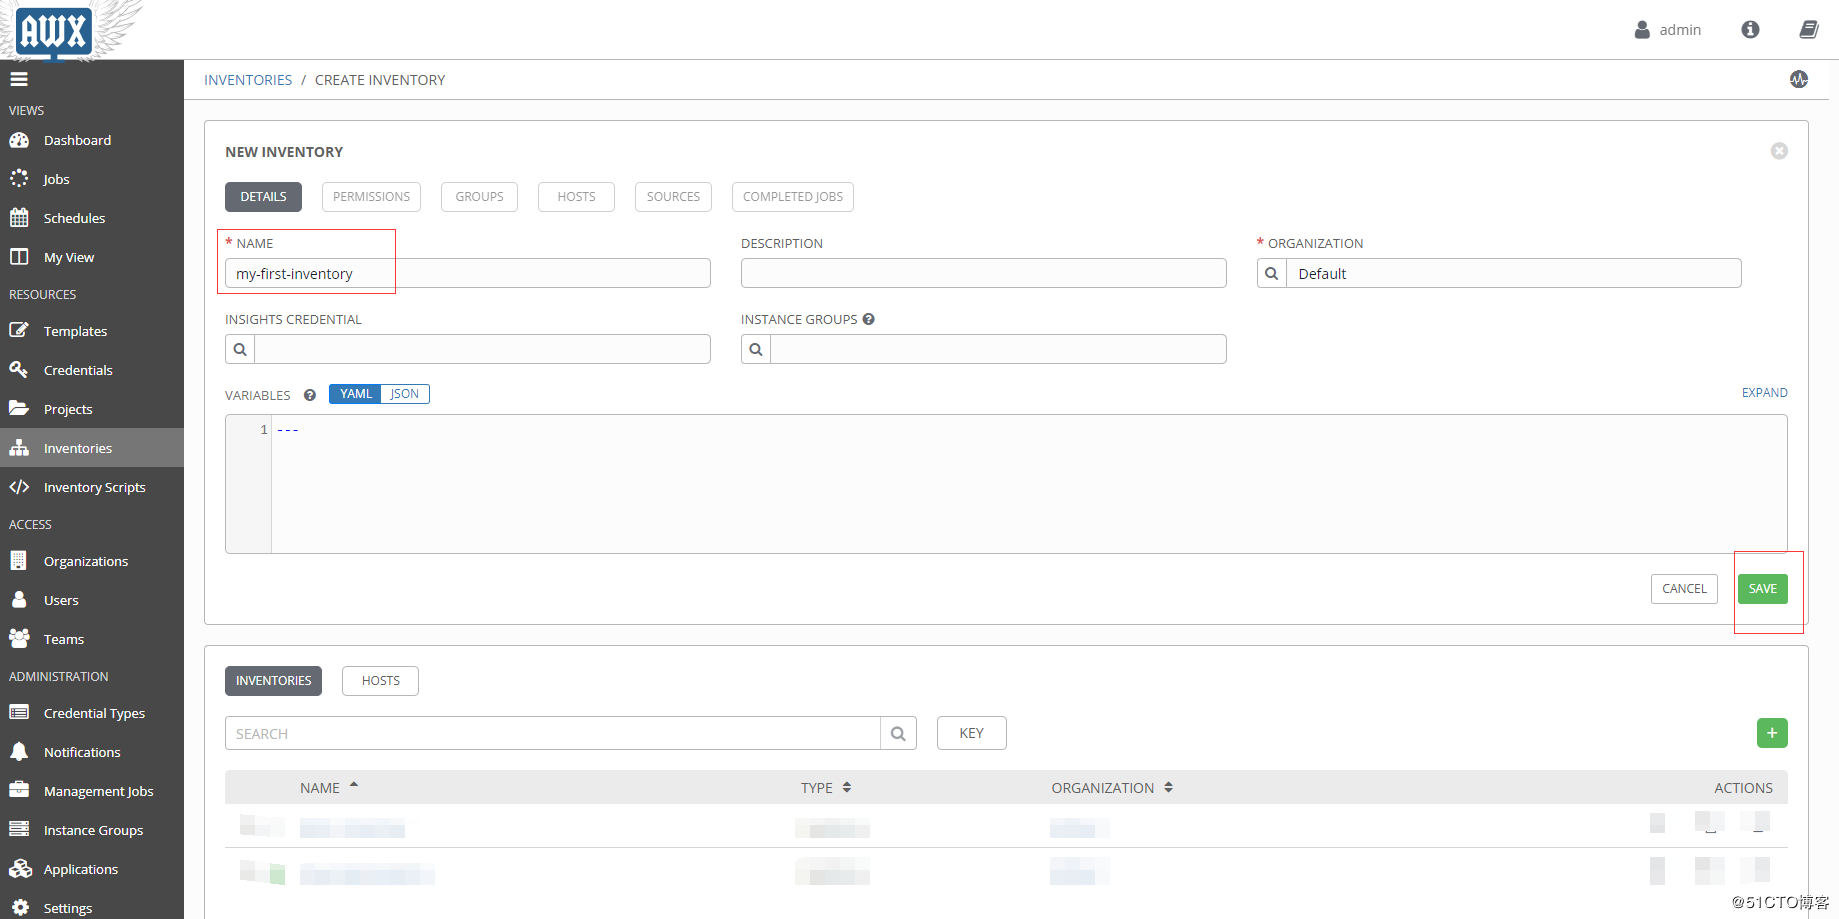 AWX
admin
INVENTORIES / CREATE INVENTORY
VIEWS
Dashboard
Jobs
Schedules
My View
RESOURCES
Templates
Credentials
Projects
Inventories
Inventory Scripts
ACCESS
Organizations
Users
Teams
ADMINISTRATION
Credential Types
Notifications
Management Jobs
Instance Groups
Applications
Settings
NEW INVENTORY
DETAILS PERMISSIONS GROUPS HOSTS SOURCES COMPLETED JOBS
* NAME DESCRIPTION * ORGANIZATION
my-first-inventory Default
INSIGHTS CREDENTIAL INSTANCE GROUPS ?
VARIABLES ? YAML JSON EXPAND
1 ---
CANCEL SAVE
INVENTORIES HOSTS
SEARCH KEY +
NAME TYPE ORGANIZATION ACTIONS
@51CTO博客